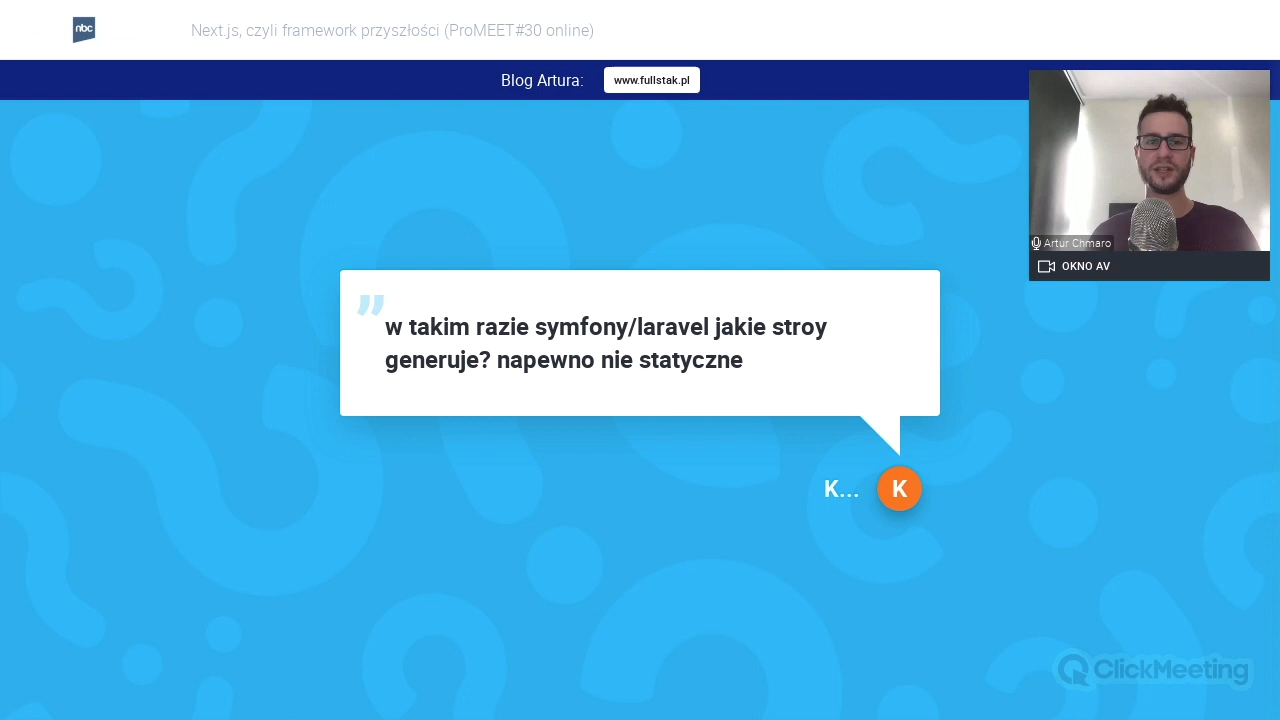 nbc
Next.js, czyli framework przyszłości (ProMEET#30 online)
Blog Artura:
www.fullstak.pl
Artur Chmaro
OKNO AV
” w takim razie symfony/laravel jakie stroy
generuje? napewno nie statyczne
K...
K
ClickMeeting